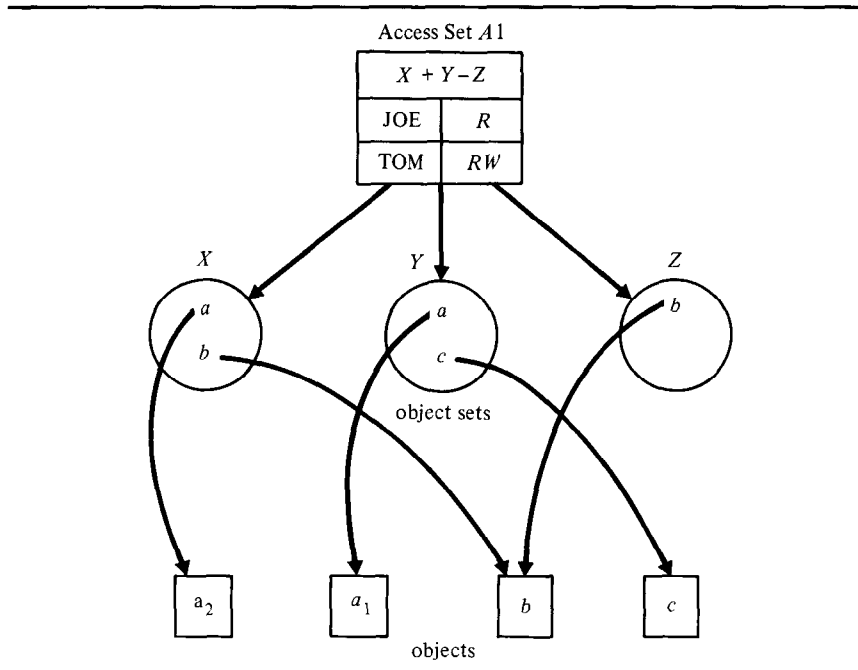 Access Set A1
X + Y – Z
JOE R
TOM RW
X Y Z
a a b
b c
object sets
a₂ a₁ b c
objects